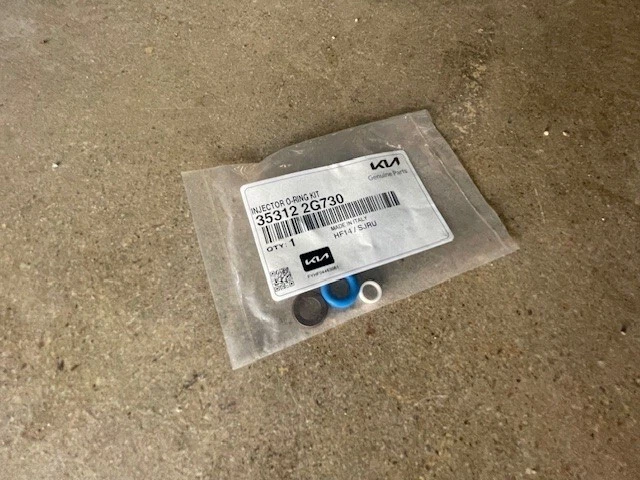 KIA
Genuine Parts
INJECTOR O-RING KIT
35312 2G730
MADE IN ITALY
QTY: 1
HF14 / SJRU
KIA